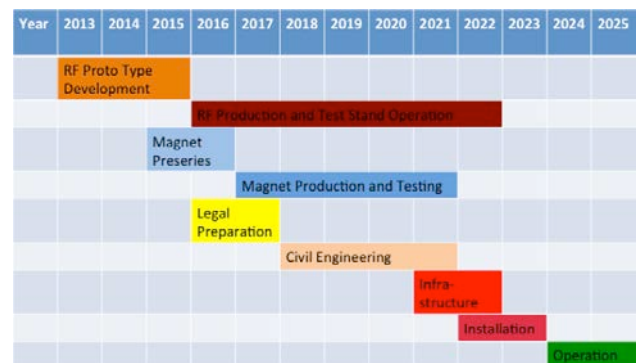 Year 2013 2014 2015 2016 2017 2018 2019 2020 2021 2022 2023 2024 2025
RF Proto Type
Development
RF Production and Test Stand Operation
Magnet
Preseries
Magnet Production and Testing
Legal
Preparation
Civil Engineering
Infra-
structure
Installation
Operation